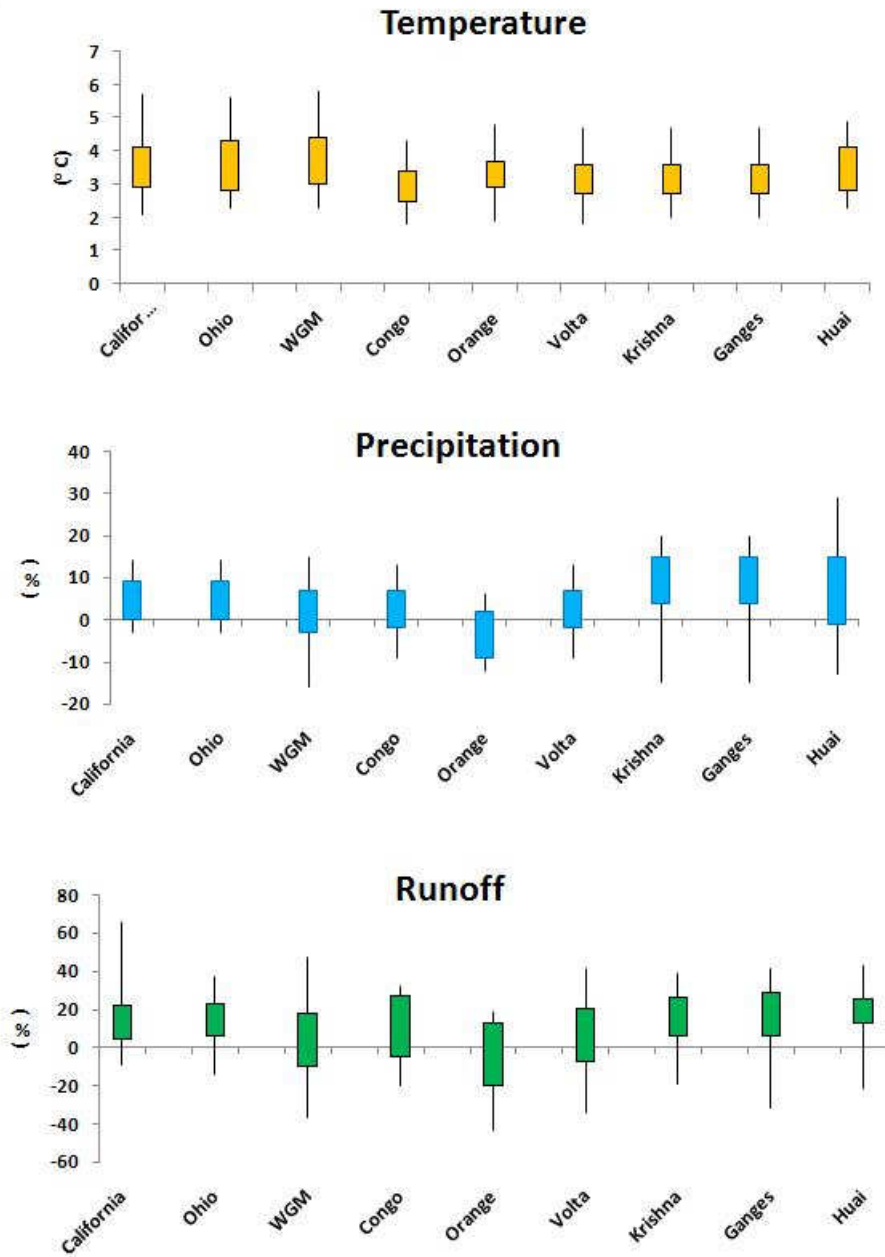 Temperature
7
6
5
4
3
2
1
0
(° C)
Califor ...
Ohio
WGM
Congo
Orange
Volta
Krishna
Ganges
Huai
Precipitation
40
30
20
10
0
-10
-20
( % )
California
Ohio
WGM
Congo
Orange
Volta
Krishna
Ganges
Huai
Runoff
80
60
40
20
0
-20
-40
-60
( % )
California
Ohio
WGM
Congo
Orange
Volta
Krishna
Ganges
Huai